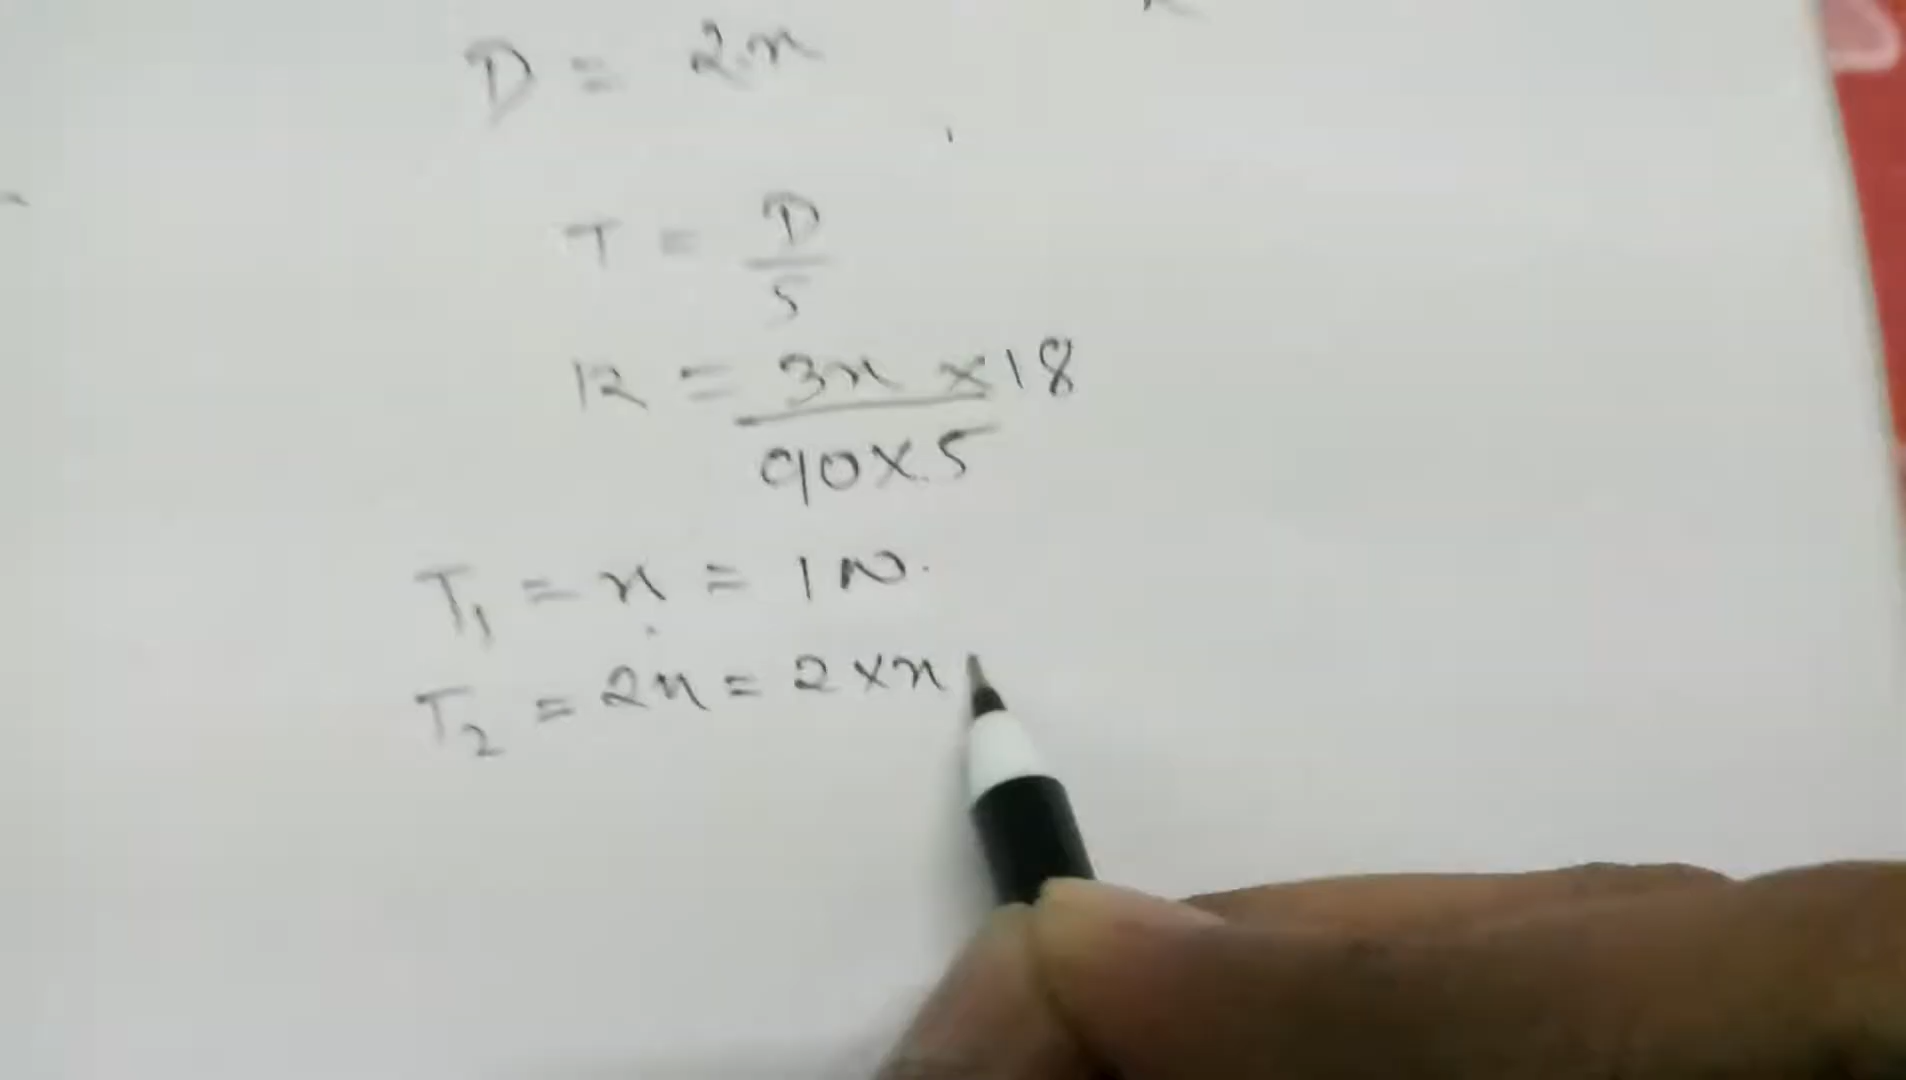 D = 2x
T = D/S
12 = 3x × 18 / 90 × 5
T₁ = x = 100
T₂ = 2x = 2 × x